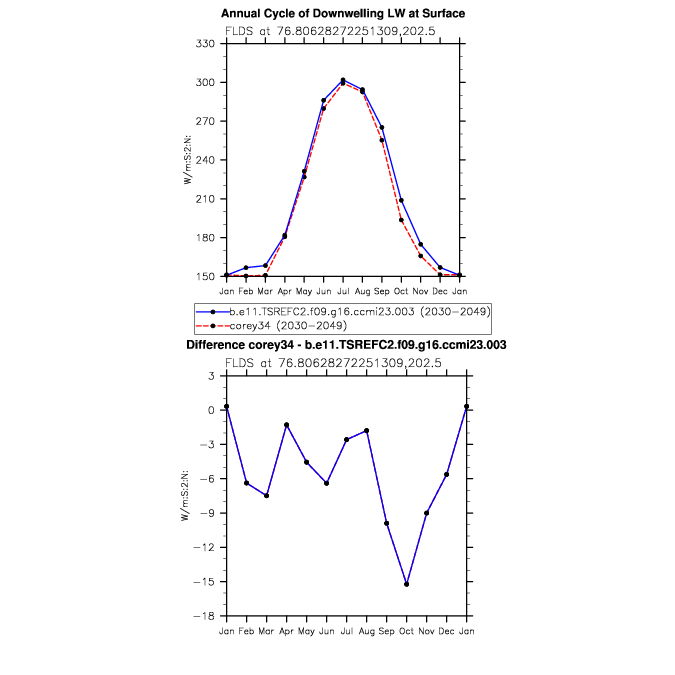 Annual Cycle of Downwelling LW at Surface
FLDS at 76.80628272251309,202.5
330
300
270
240
210
180
150
W/m:S:2:N:
Jan Feb Mar Apr May Jun Jul Aug Sep Oct Nov Dec Jan
b.e11.TSREFC2.f09.g16.ccmi23.003 (2030-2049)
corey34 (2030-2049)
Difference corey34 - b.e11.TSREFC2.f09.g16.ccmi23.003
FLDS at 76.80628272251309,202.5
3
0
-3
-6
-9
-12
-15
-18
W/m:S:2:N:
Jan Feb Mar Apr May Jun Jul Aug Sep Oct Nov Dec Jan